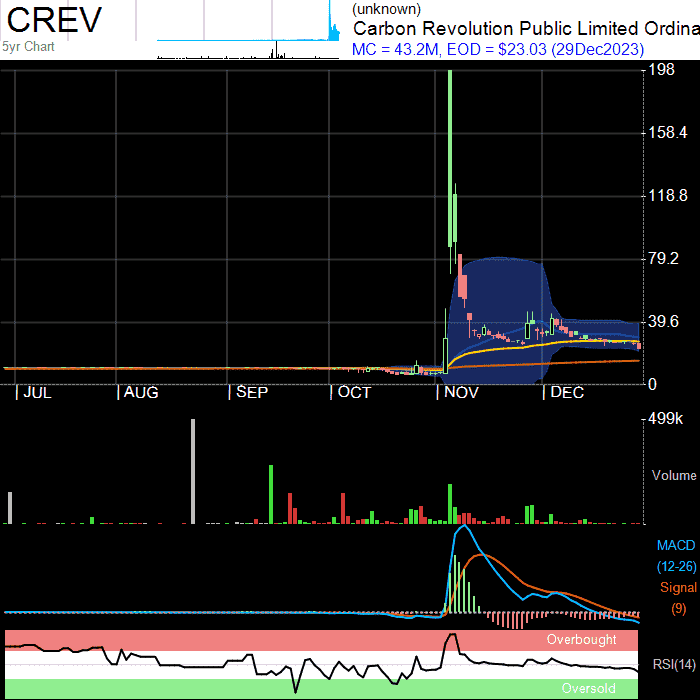 CREV
5yr Chart
(unknown)
Carbon Revolution Public Limited Ordina
MC = 43.2M, EOD = $23.03 (29Dec2023)
198
158.4
118.8
79.2
39.6
0
JUL AUG SEP OCT NOV DEC
499k
Volume
MACD
(12-26)
Signal
(9)
Overbought
RSI(14)
Oversold